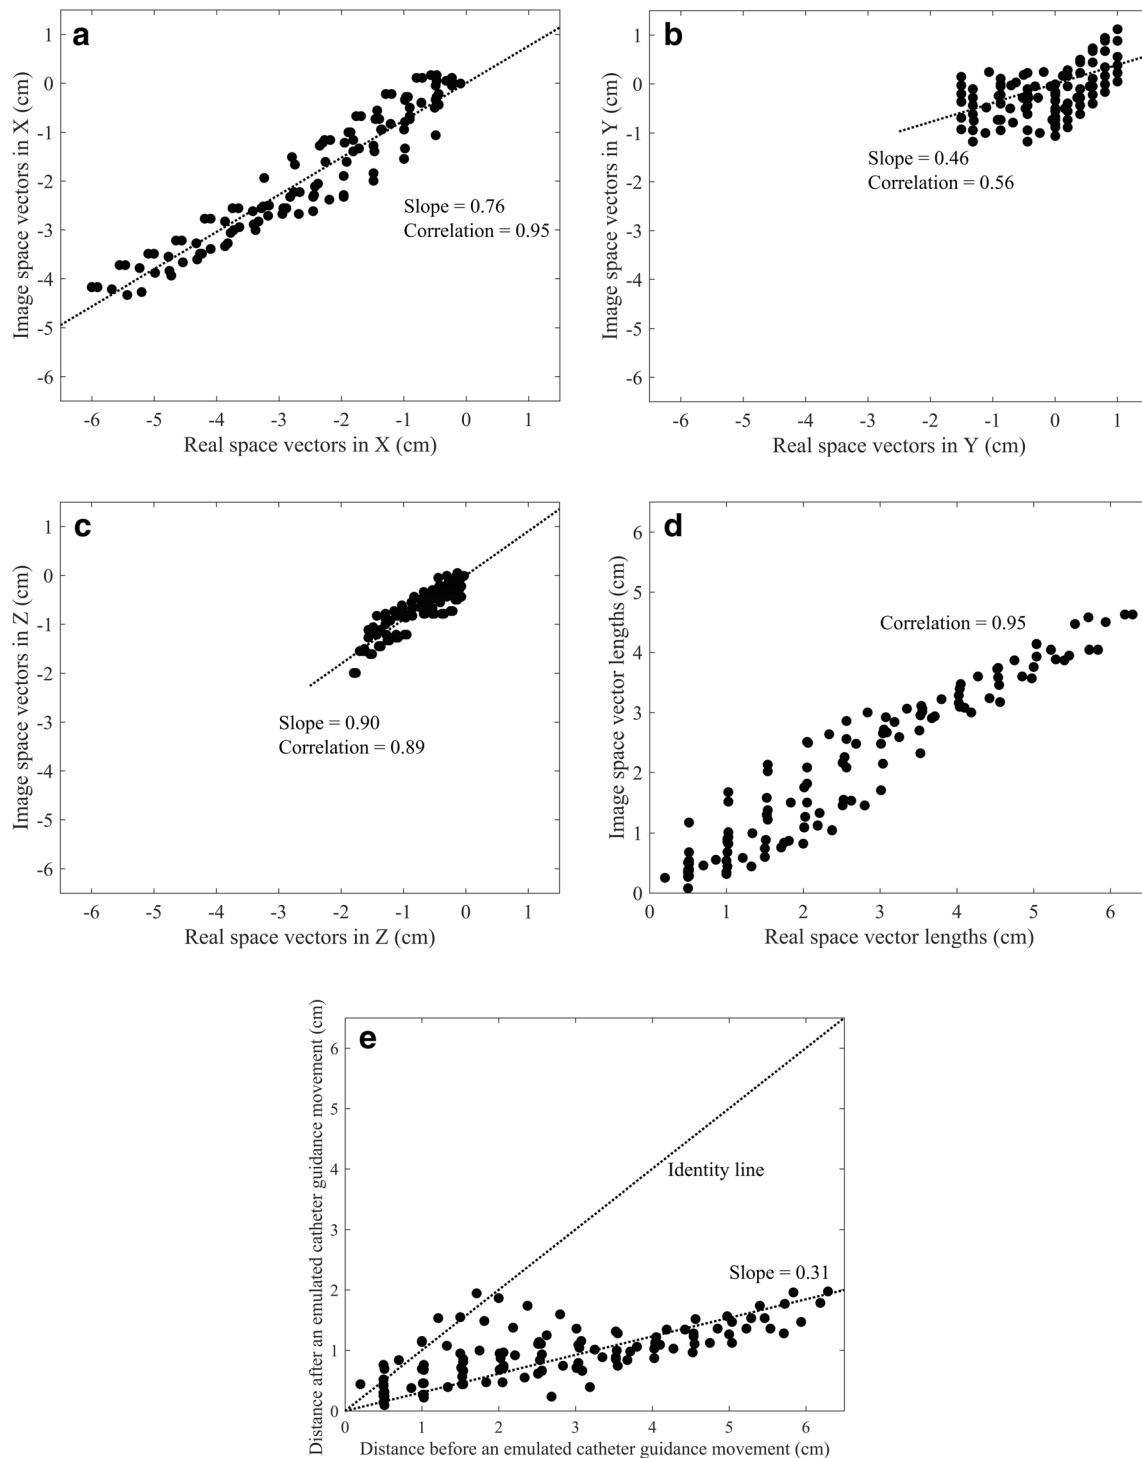 a
1
0
-1
-2
-3
-4
-5
-6
Image space vectors in X (cm)
Slope = 0.76
Correlation = 0.95
-6 -5 -4 -3 -2 -1 0 1
Real space vectors in X (cm)
b
1
0
-1
-2
-3
-4
-5
-6
Image space vectors in Y (cm)
Slope = 0.46
Correlation = 0.56
-6 -5 -4 -3 -2 -1 0 1
Real space vectors in Y (cm)
c
1
0
-1
-2
-3
-4
-5
-6
Image space vectors in Z (cm)
Slope = 0.90
Correlation = 0.89
-6 -5 -4 -3 -2 -1 0 1
Real space vectors in Z (cm)
d
6
5
4
3
2
1
0
Image space vector lengths (cm)
Correlation = 0.95
0 1 2 3 4 5 6
Real space vector lengths (cm)
e
6
5
4
3
2
1
0
Distance after an emulated catheter guidance movement (cm)
Identity line
Slope = 0.31
0 1 2 3 4 5 6
Distance before an emulated catheter guidance movement (cm)